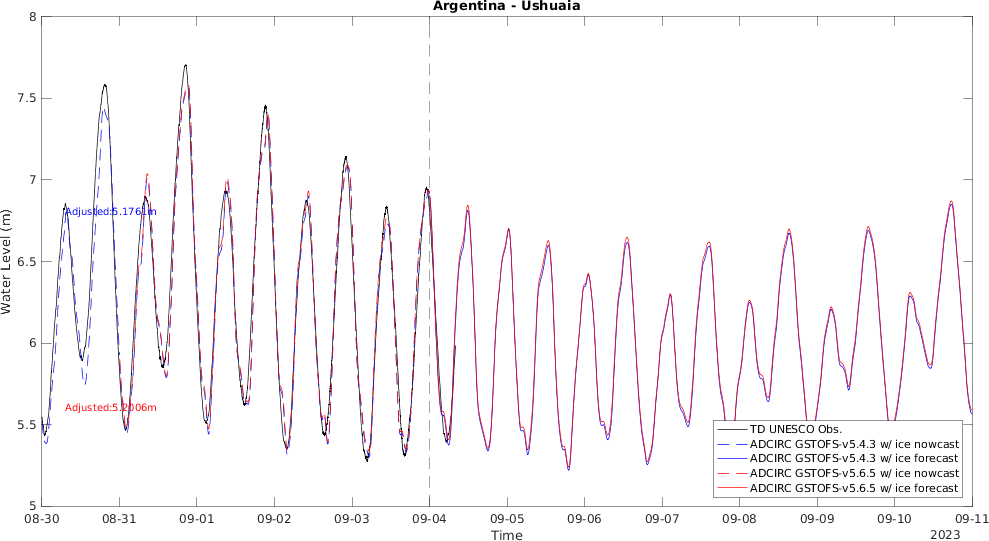 Argentina - Ushuaia
8
7.5
7
6.5
6
5.5
5
Water Level (m)
Adjusted:5.1761m
Adjusted:5.2006m
TD UNESCO Obs.
ADCIRC GSTOFS-v5.4.3 w/ ice nowcast
ADCIRC GSTOFS-v5.4.3 w/ ice forecast
ADCIRC GSTOFS-v5.6.5 w/ ice nowcast
ADCIRC GSTOFS-v5.6.5 w/ ice forecast
08-30 08-31 09-01 09-02 09-03 09-04 09-05 09-06 09-07 09-08 09-09 09-10 09-11
Time
2023